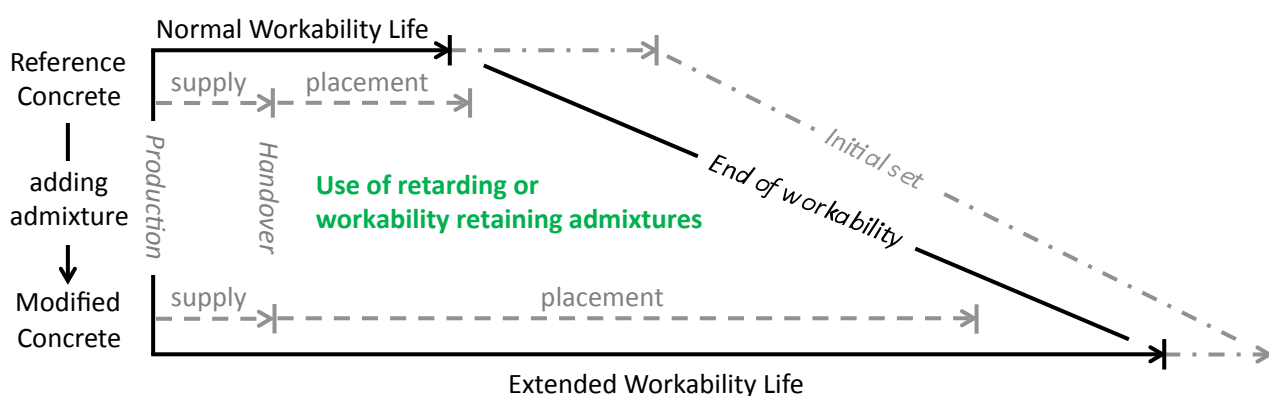 Normal Workability Life
Reference
Concrete
supply
placement
Production
Handover
adding
admixture
Use of retarding or
workability retaining admixtures
Initial set
End of workability
Modified
Concrete
supply
placement
Extended Workability Life